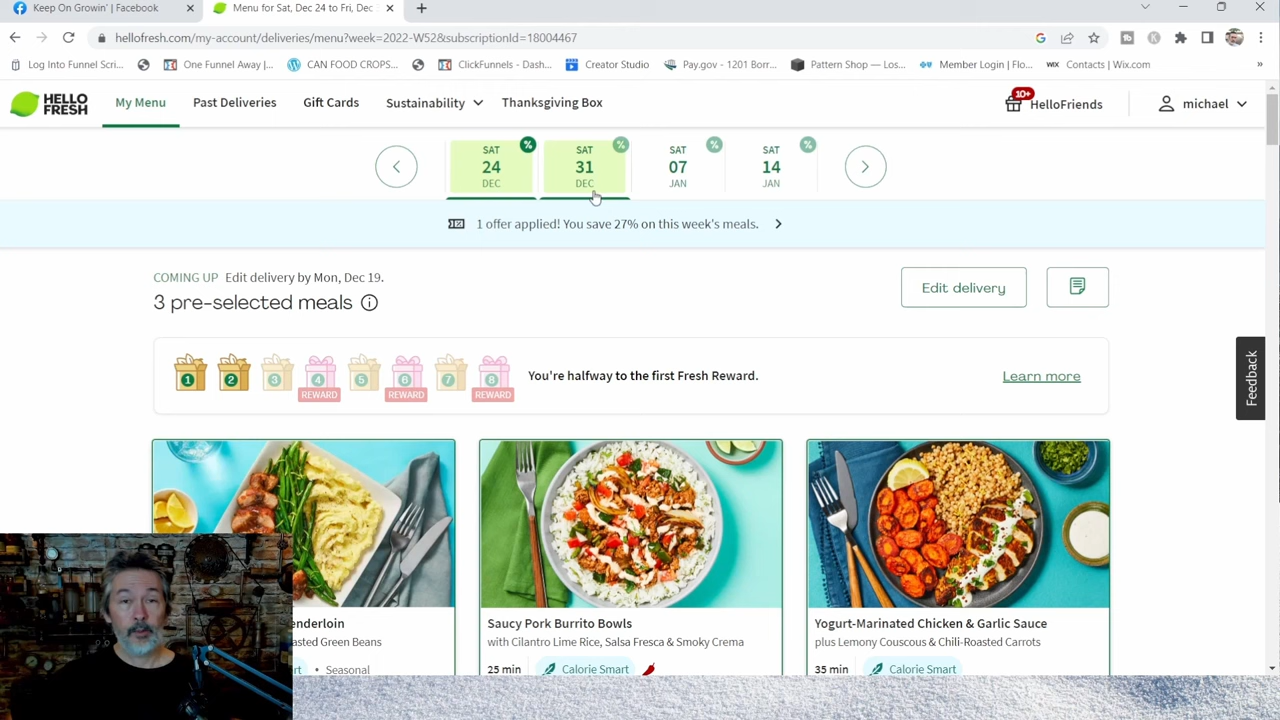 Keep On Growin' | Facebook
Menu for Sat, Dec 24 to Fri, Dec
hellofresh.com/my-account/deliveries/menu?week=2022-W52&subscriptionId=18004467
Log Into Funnel Scri...
One Funnel Away |...
CAN FOOD CROPS...
ClickFunnels - Dash...
Creator Studio
Pay.gov - 1201 Borr...
Pattern Shop — Los...
Member Login | Flo...
WIX
Contacts | Wix.com
HELLO
FRESH
My Menu
Past Deliveries
Gift Cards
Sustainability
Thanksgiving Box
10+
HelloFriends
michael
SAT
24
DEC
%
SAT
31
DEC
%
SAT
07
JAN
%
SAT
14
JAN
%
1 offer applied! You save 27% on this week's meals.
COMING UP Edit delivery by Mon, Dec 19.
3 pre-selected meals
Edit delivery
1 2 3 4 5 6 7 8
REWARD REWARD REWARD
You're halfway to the first Fresh Reward.
Learn more
Feedback
enderloin
asted Green Beans
rt • Seasonal
Saucy Pork Burrito Bowls
with Cilantro Lime Rice, Salsa Fresca & Smoky Crema
25 min Calorie Smart
Yogurt-Marinated Chicken & Garlic Sauce
plus Lemony Couscous & Chili-Roasted Carrots
35 min Calorie Smart